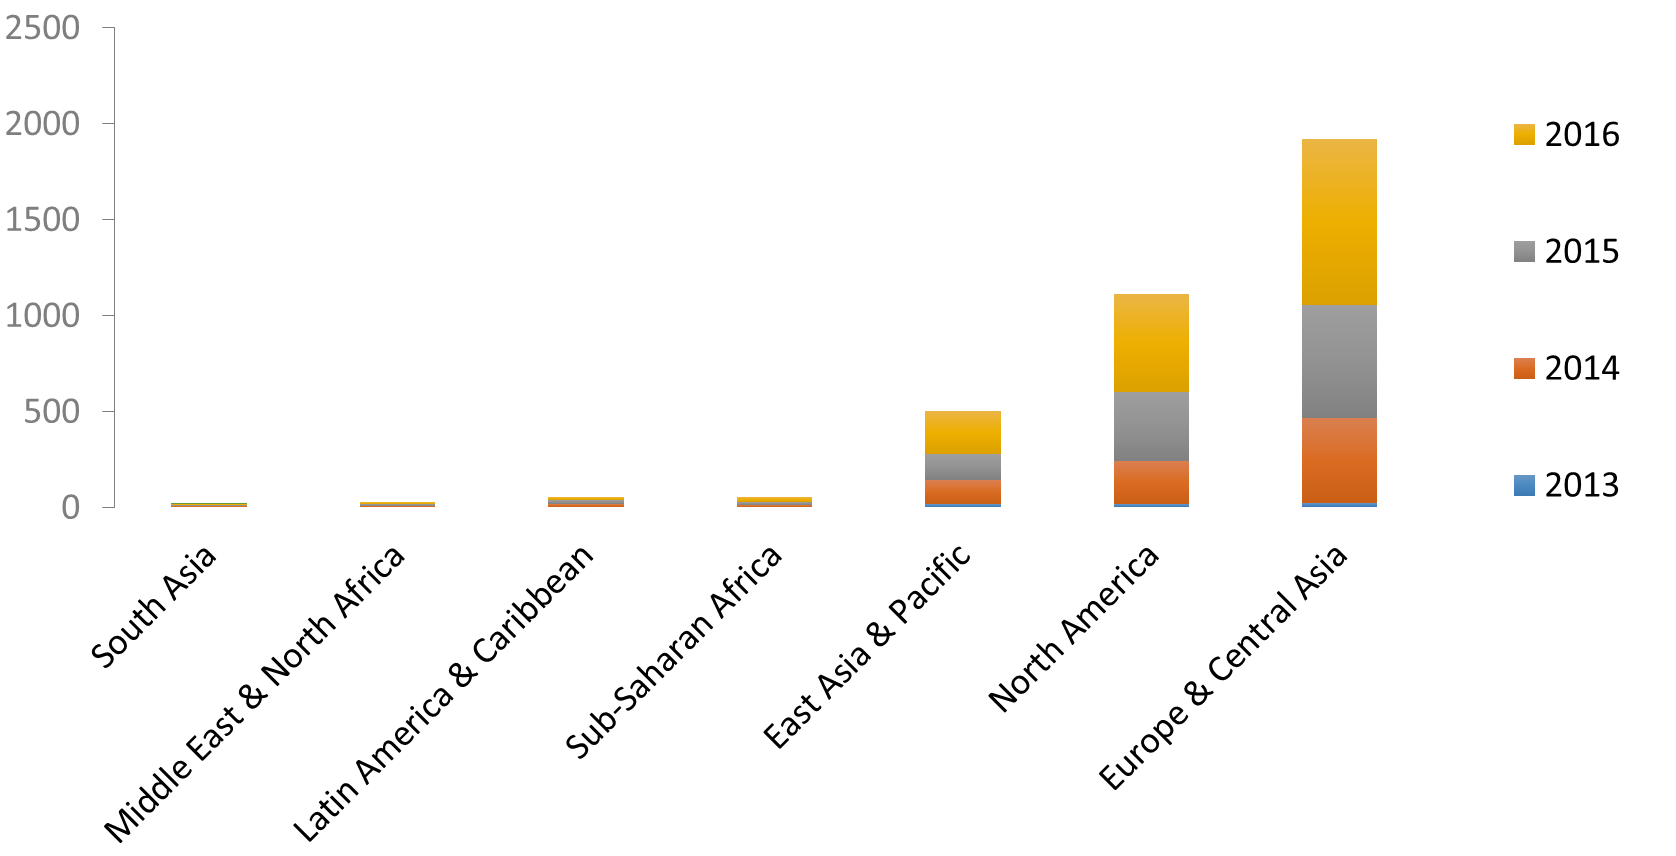 2500
2000
1500
1000
500
0
South Asia
Middle East & North Africa
Latin America & Caribbean
Sub-Saharan Africa
East Asia & Pacific
North America
Europe & Central Asia
2016
2015
2014
2013